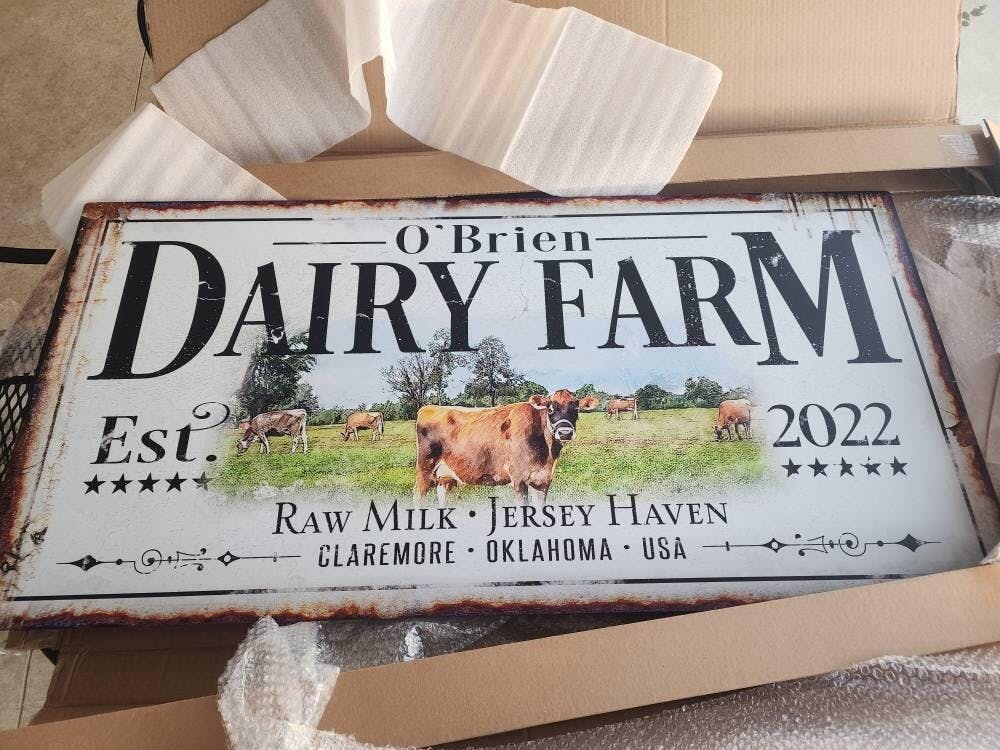 O'Brien
DAIRY FARM
Est. 2022
RAW MILK • JERSEY HAVEN
CLAREMORE • OKLAHOMA • USA